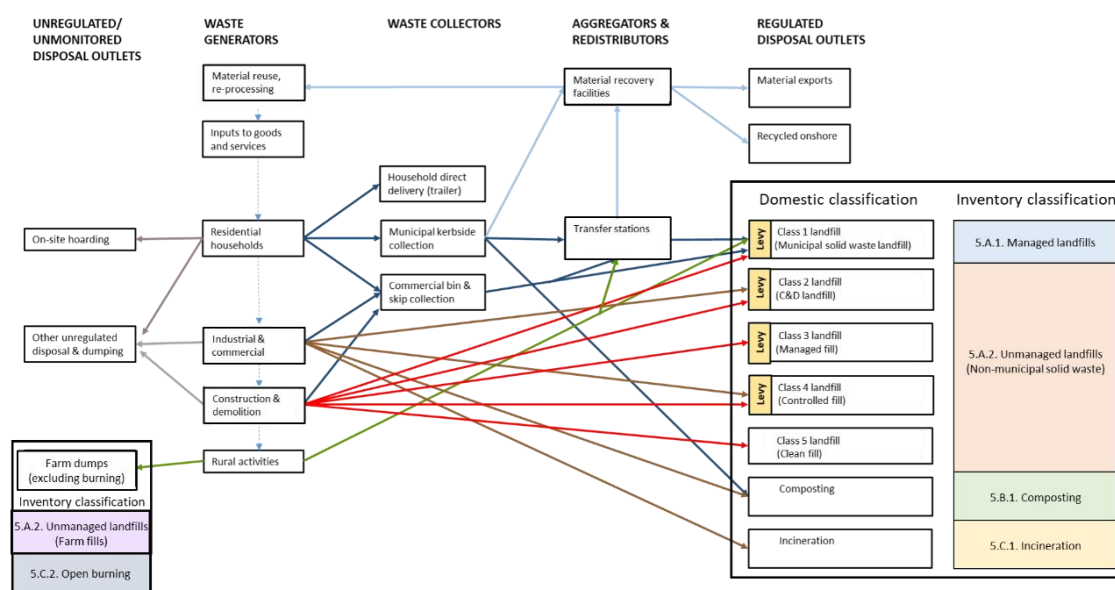 UNREGULATED/
UNMONITORED
DISPOSAL OUTLETS
WASTE
GENERATORS
WASTE COLLECTORS
AGGREGATORS &
REDISTRIBUTORS
REGULATED
DISPOSAL OUTLETS
Material reuse,
re-processing
Material recovery
facilities
Material exports
Inputs to goods
and services
Recycled onshore
Household direct
delivery (trailer)
On-site hoarding
Residential
households
Municipal kerbside
collection
Transfer stations
Commercial bin &
skip collection
Other unregulated
disposal & dumping
Industrial &
commercial
Construction &
demolition
Rural activities
Farm dumps
(excluding burning)
Inventory classification
5.A.2. Unmanaged landfills
(Farm fills)
5.C.2. Open burning
Domestic classification
Levy
Class 1 landfill
(Municipal solid waste landfill)
Levy
Class 2 landfill
(C&D landfill)
Levy
Class 3 landfill
(Managed fill)
Levy
Class 4 landfill
(Controlled fill)
Class 5 landfill
(Clean fill)
Composting
Incineration
Inventory classification
5.A.1. Managed landfills
5.A.2. Unmanaged landfills
(Non-municipal solid waste)
5.B.1. Composting
5.C.1. Incineration